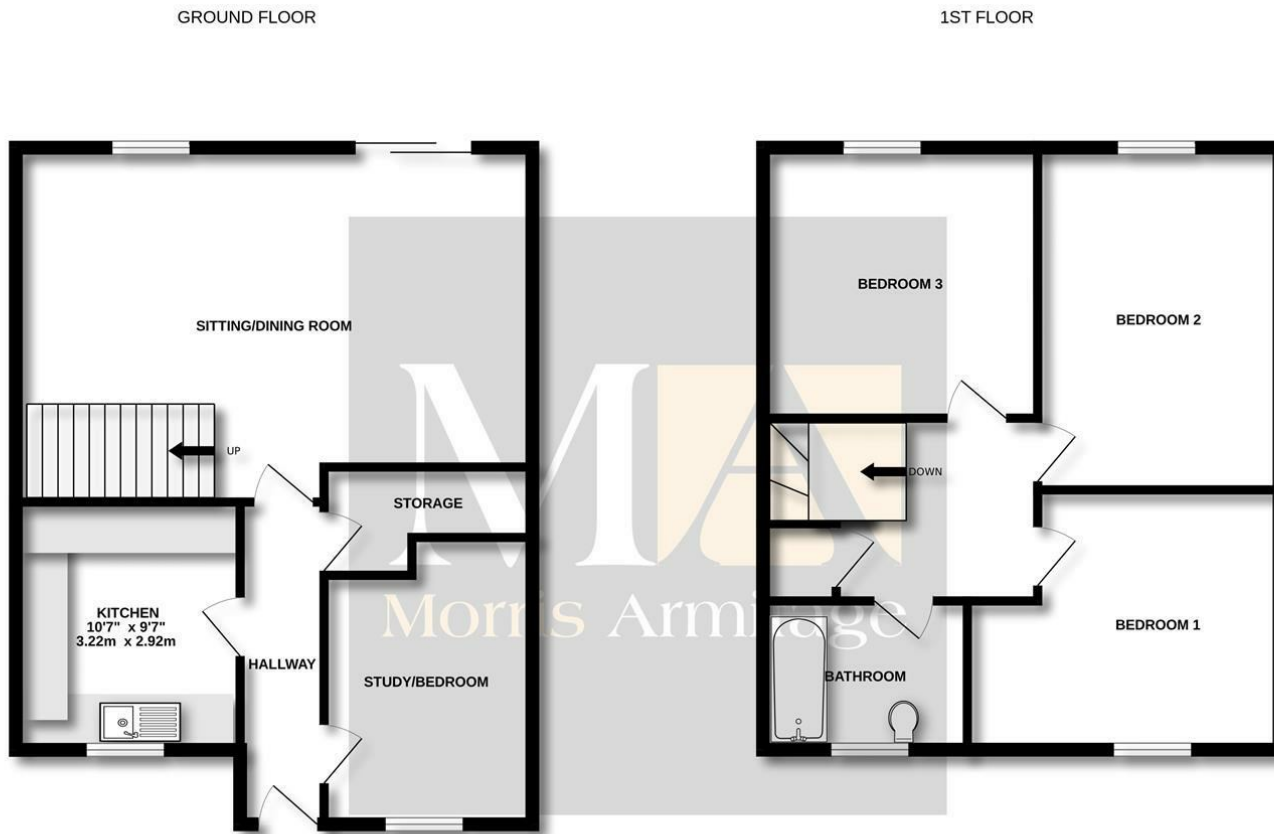 GROUND FLOOR
1ST FLOOR
SITTING/DINING ROOM
UP
STORAGE
KITCHEN
10'7" x 9'7"
3.22m x 2.92m
HALLWAY
STUDY/BEDROOM
BEDROOM 3
BEDROOM 2
DOWN
BEDROOM 1
BATHROOM
MA
Morris Armitage